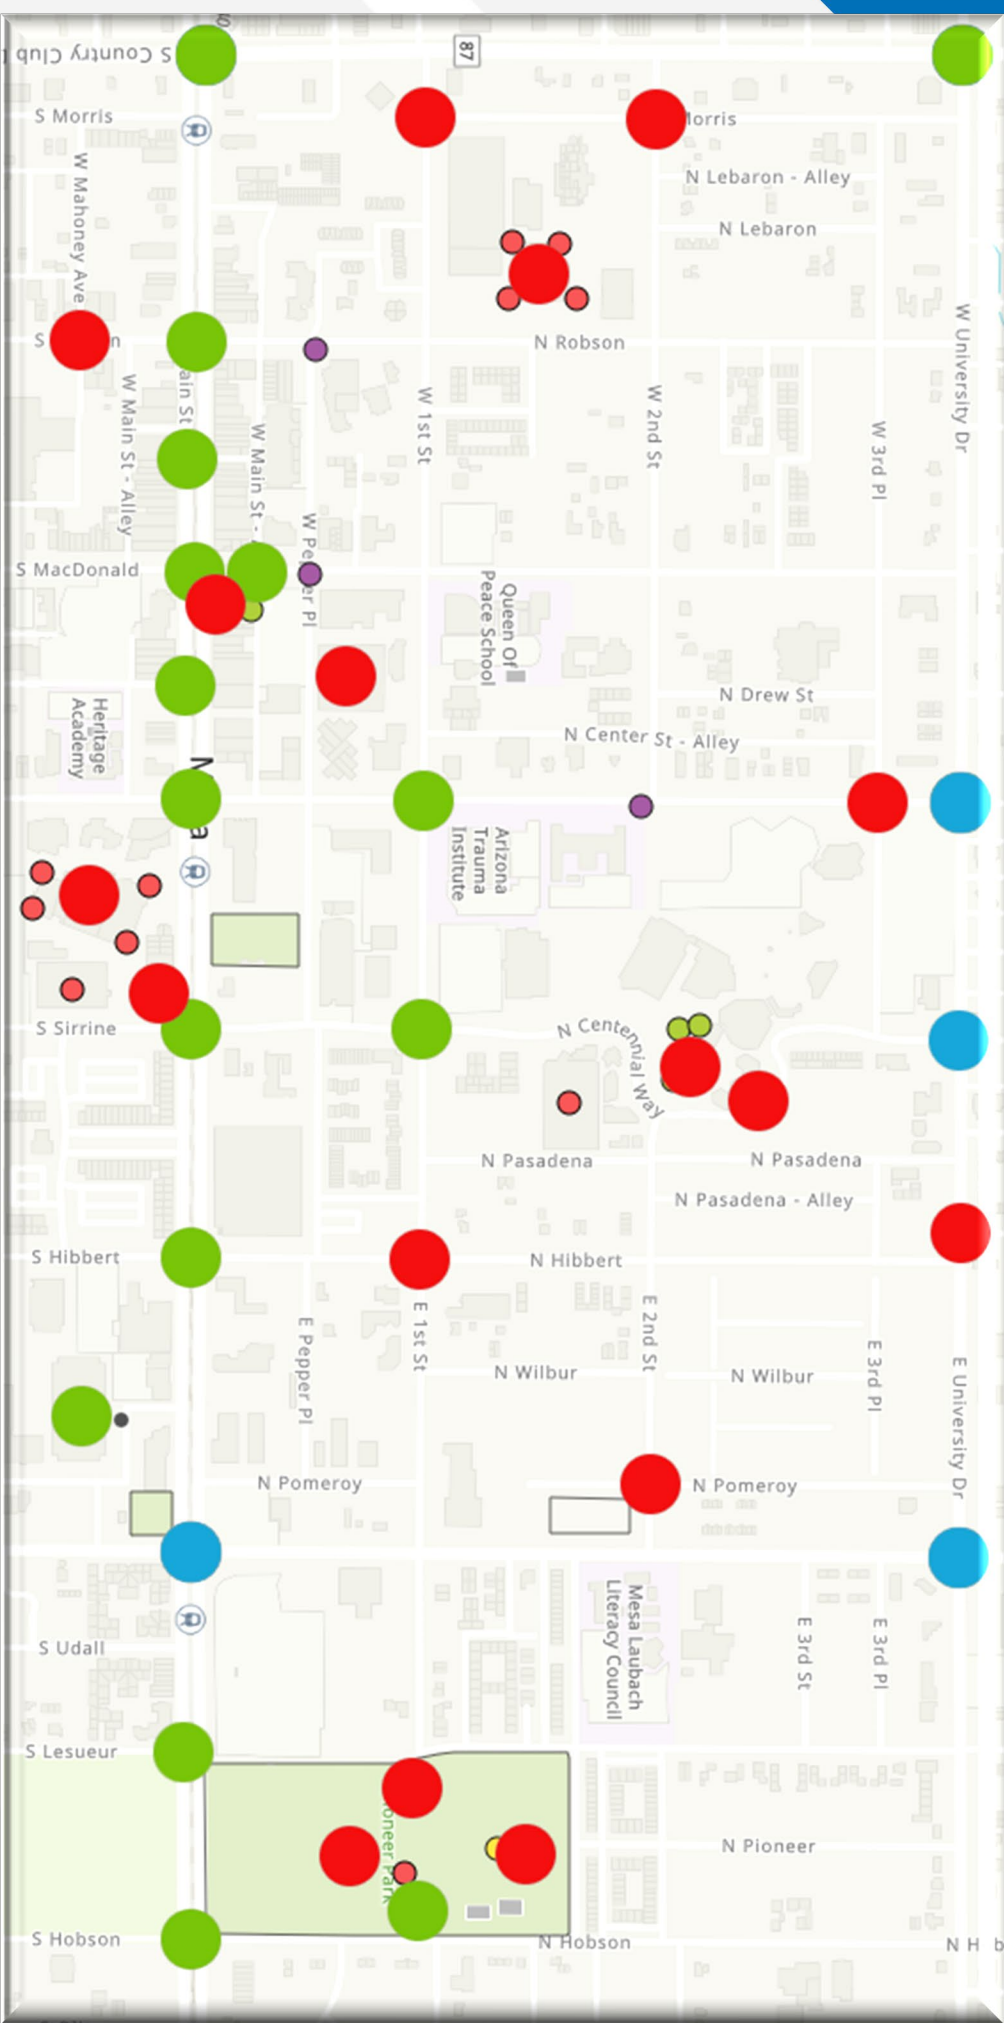 S Country Club
87
S Morris
Morris
W Mahoney Ave
N Lebaron - Alley
N Lebaron
N Robson
W University Dr
W Main St - Alley
ain St
W Main St -
W 1st St
W 2nd St
W 3rd Pl
S MacDonald
W Pe er Pl
Queen Of
Peace School
N Drew St
N Center St - Alley
Heritage
Academy
M
a
Arizona
Trauma
Institute
S Sirrine
N Centennial Way
N Pasadena
N Pasadena
N Pasadena - Alley
S Hibbert
N Hibbert
E Pepper Pl
E 1st St
E 2nd St
E 3rd Pl
E University Dr
N Wilbur
N Wilbur
N Pomeroy
N Pomeroy
Mesa Laubach
Literacy Council
E 3rd St
E 3rd Pl
S Udall
S Lesueur
oneer Park
N Pioneer
S Hobson
N Hobson
N H b